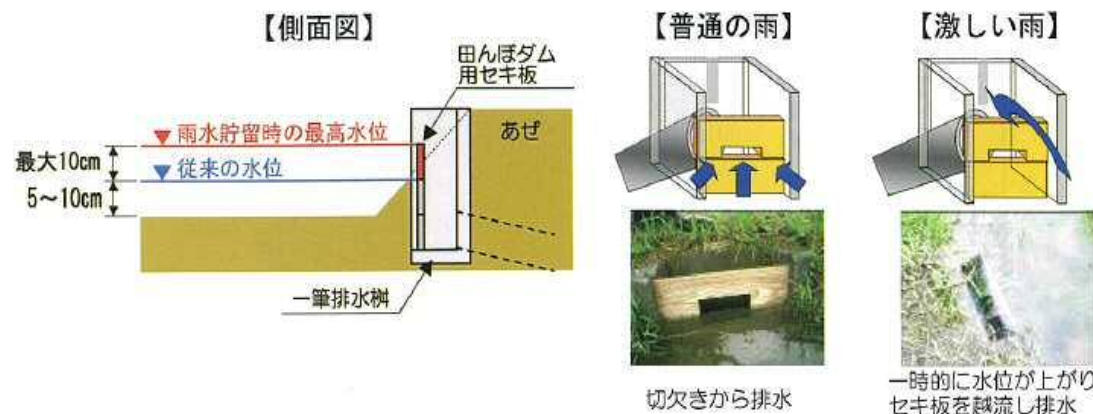 【側面図】
田んぼダム
用セキ板
雨水貯留時の最高水位
あぜ
最大10cm
従来の水位
5～10cm
一筆排水桝
【普通の雨】
切欠きから排水
【激しい雨】
一時的に水位が上がり
セキ板を越流し排水